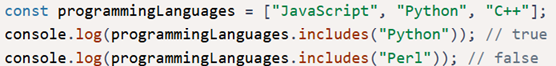 const programmingLanguages = ["JavaScript", "Python", "C++"];
console.log(programmingLanguages.includes("Python")); // true
console.log(programmingLanguages.includes("Perl")); // false